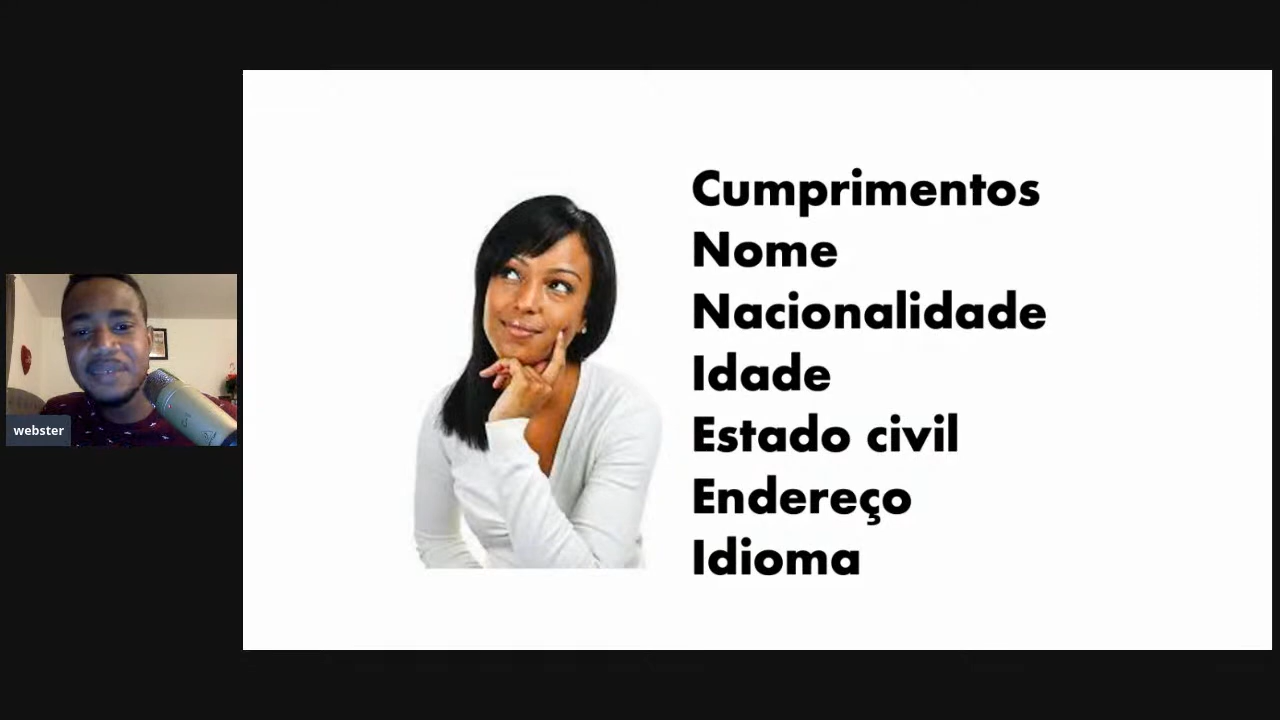 webster
Cumprimentos
Nome
Nacionalidade
Idade
Estado civil
Endereço
Idioma